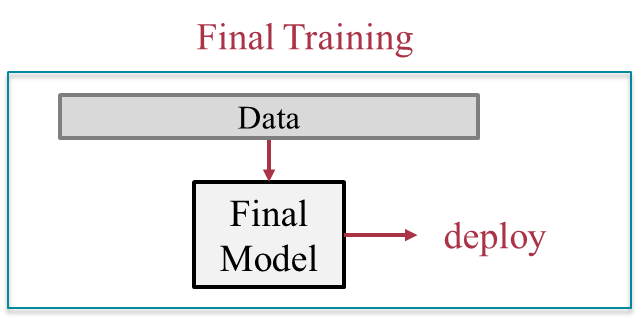 Final Training
Data
Final
Model
deploy